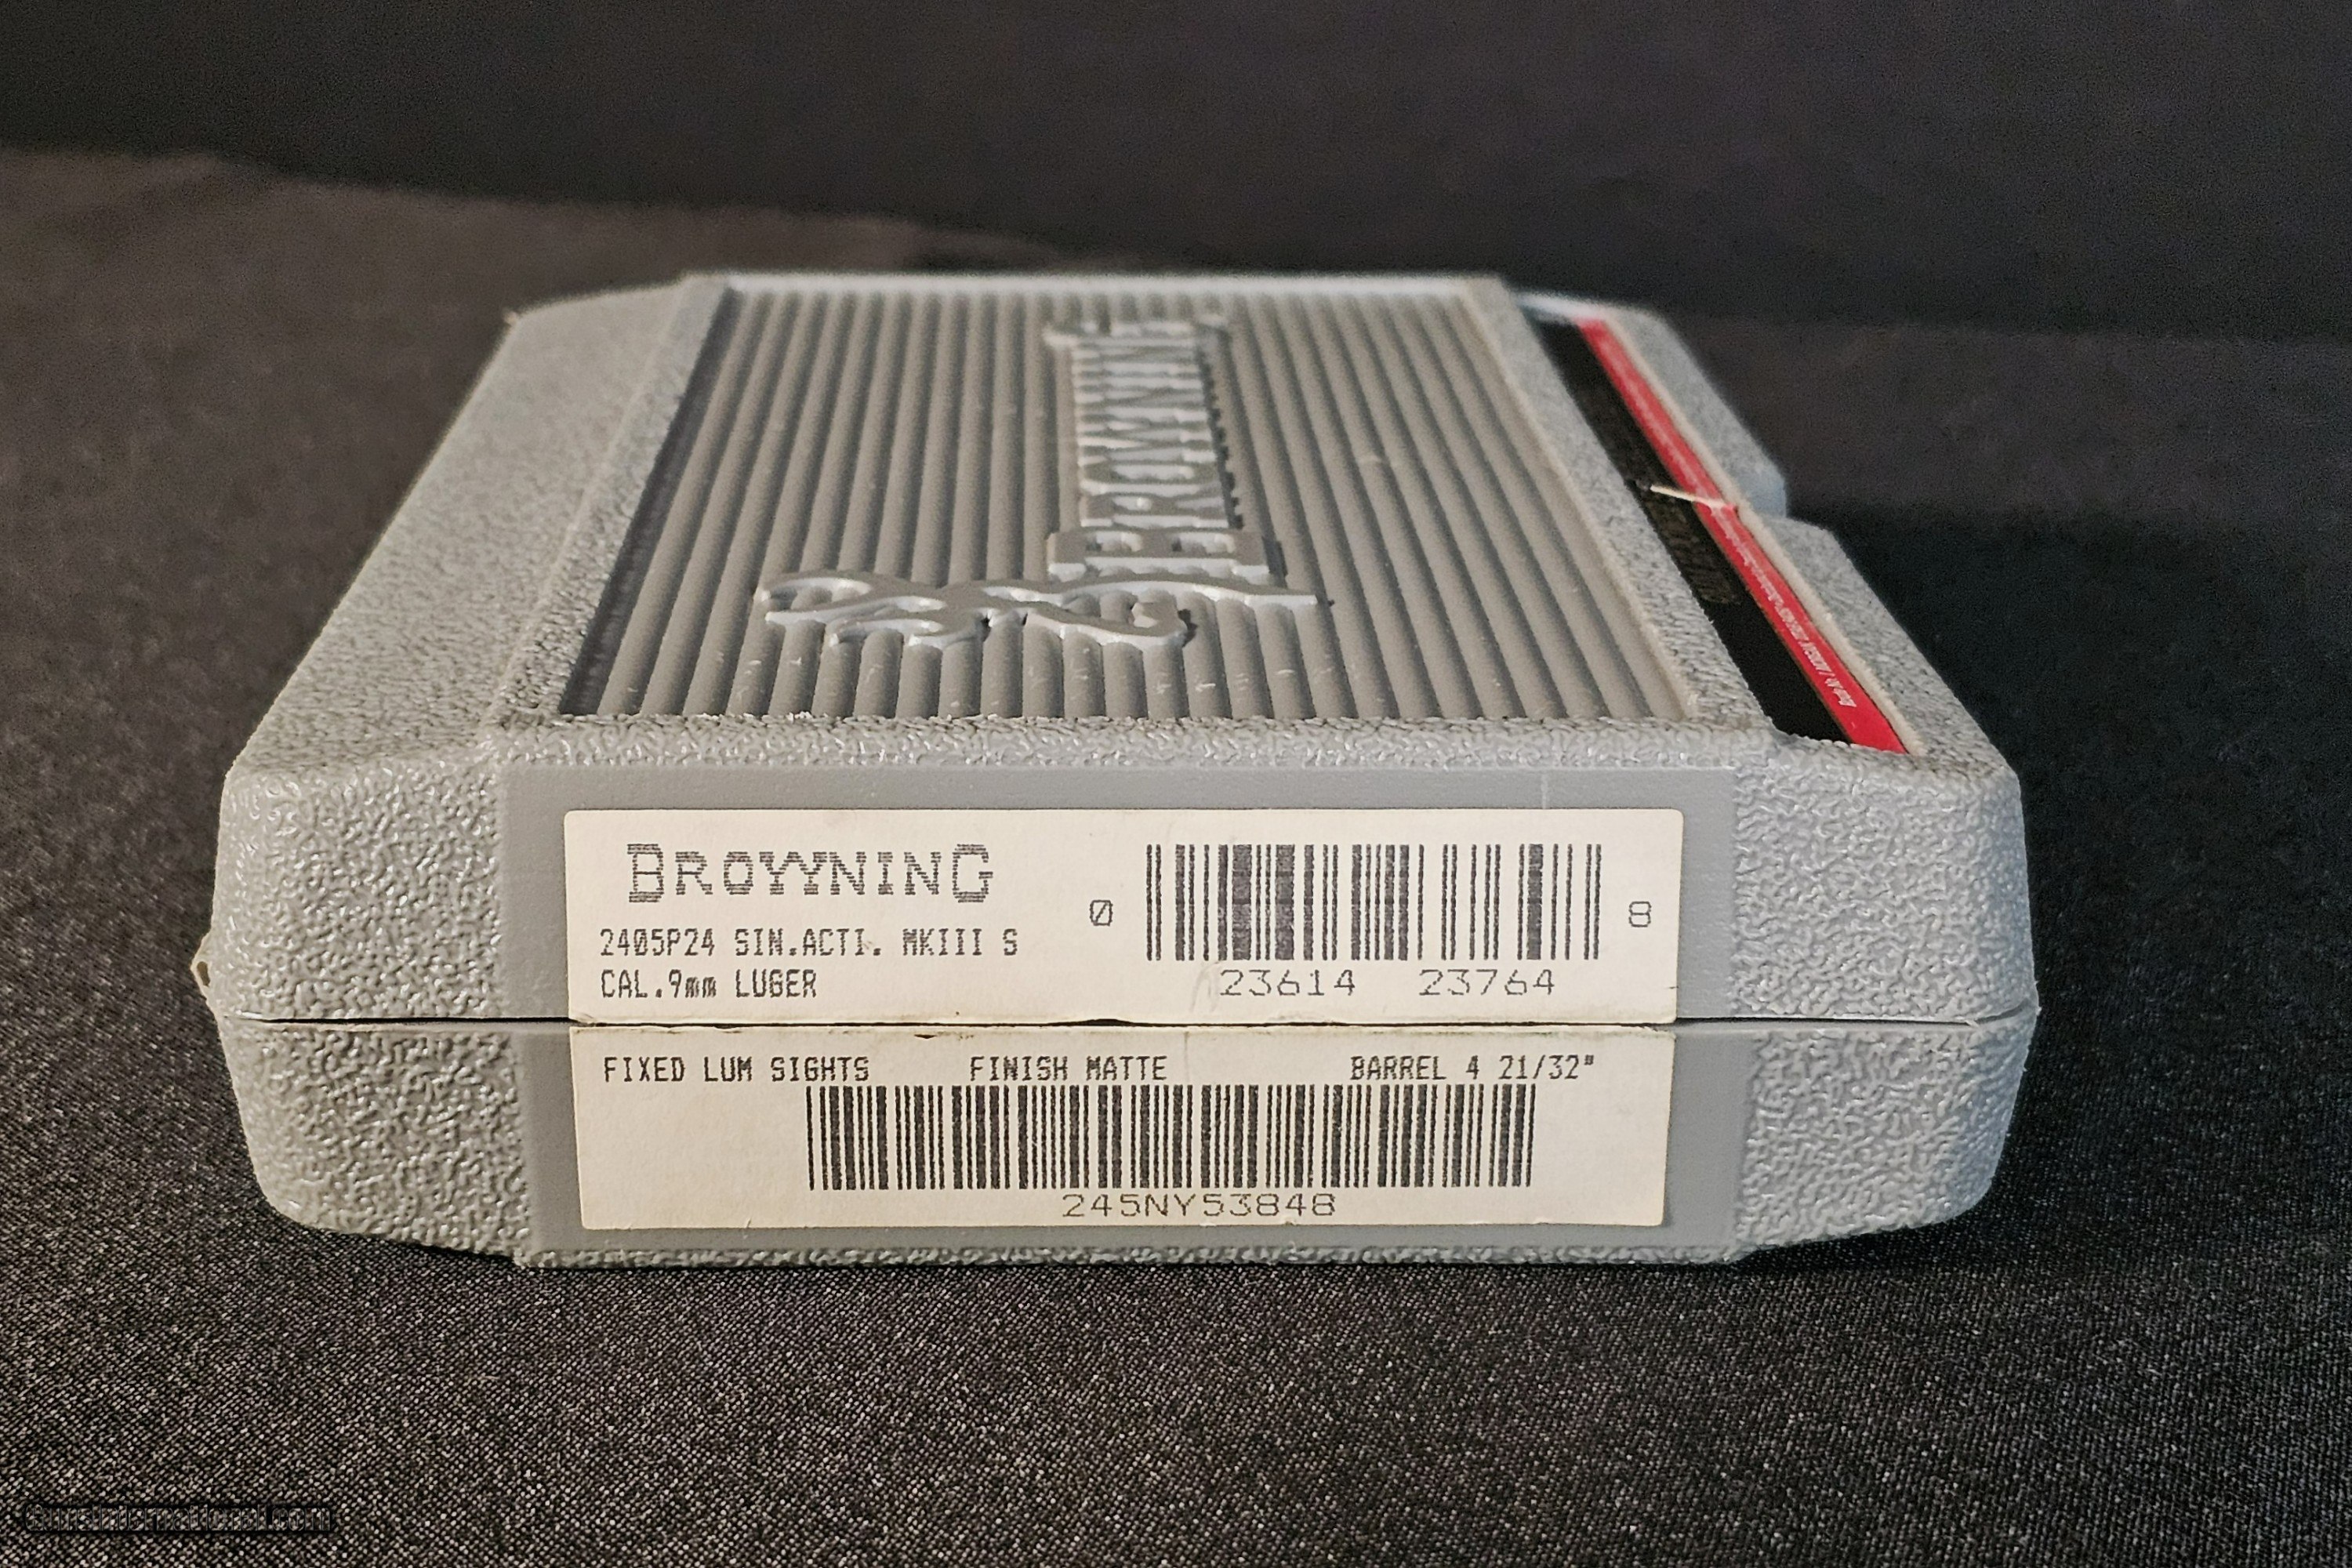 BROWNING
BROWNING
2405P24 SIN.ACTI. MKIII S
CAL.9mm LUGER
0 23614 23764 8
FIXED LUM SIGHTS FINISH MATTE BARREL 4 21/32"
245NY53848